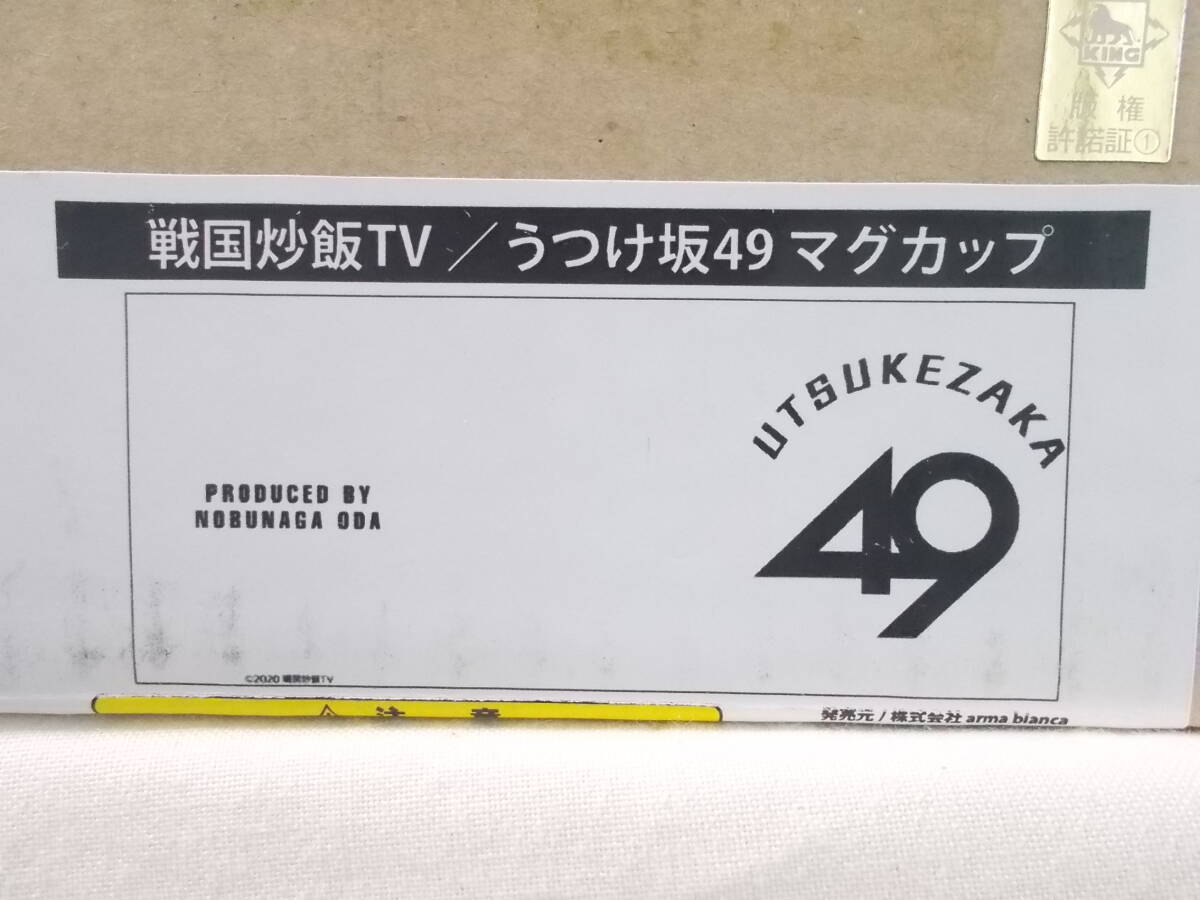 KING
版権
許諾証①
戦国炒飯TV／うつけ坂49 マグカップ
UTSUKEZAKA
49
PRODUCED BY
NOBUNAGA ODA
©2020 戦国炒飯TV
⚠ 注 意
発売元 / 株式会社 arma bianca